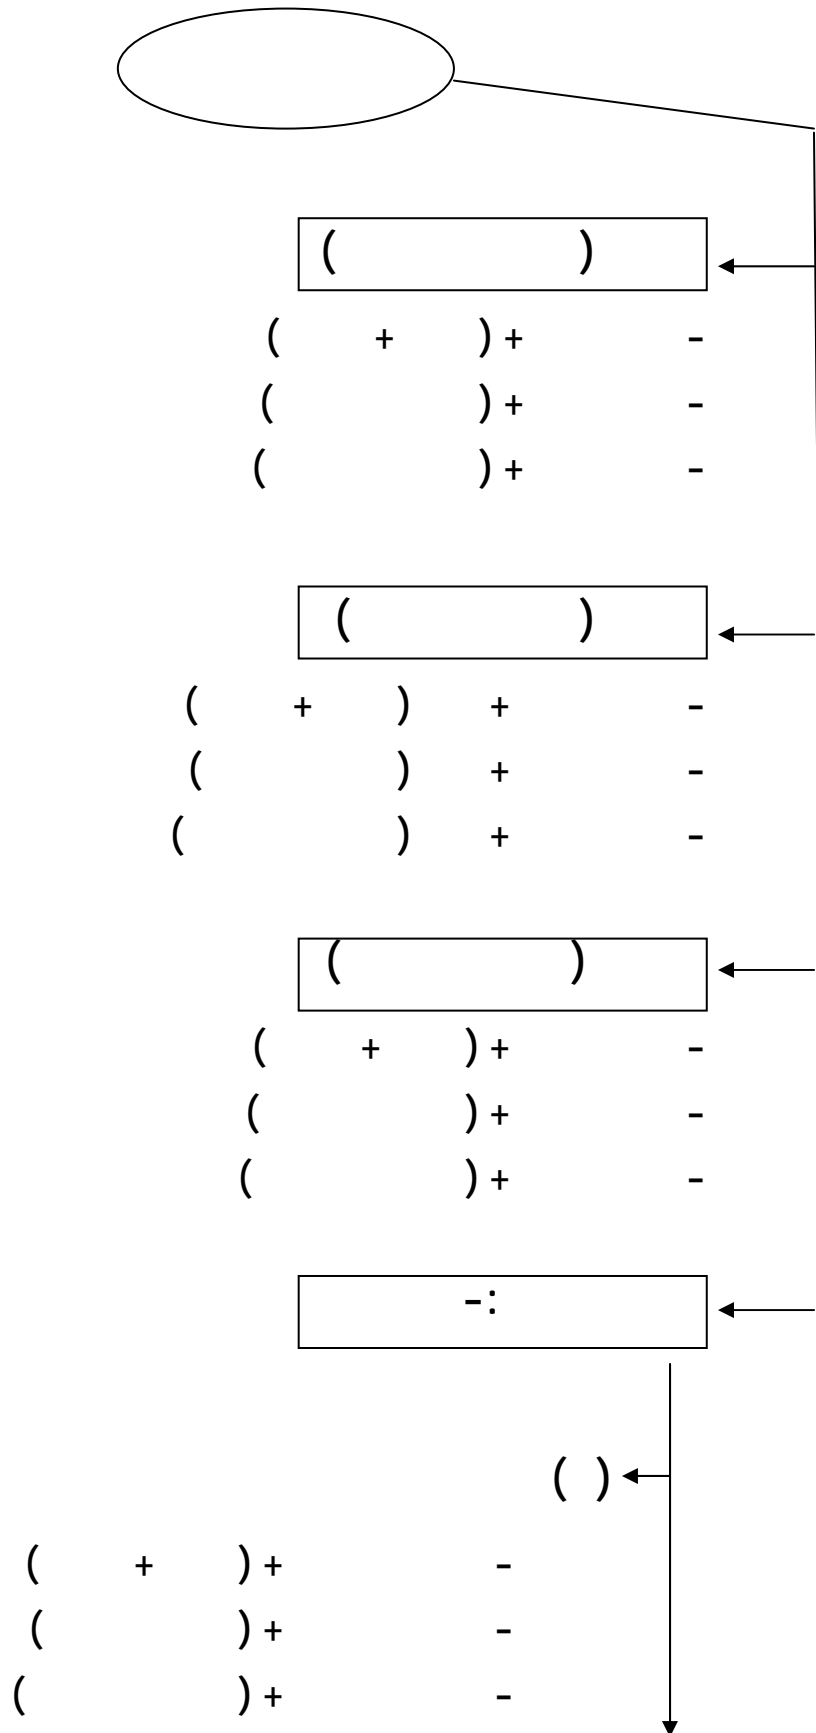 ( )
( + ) + -
( ) + -
( ) + -
( )
( + ) + -
( ) + -
( ) + -
( )
( + ) + -
( ) + -
( ) + -
-:
( )
( + ) + -
( ) + -
( ) + -